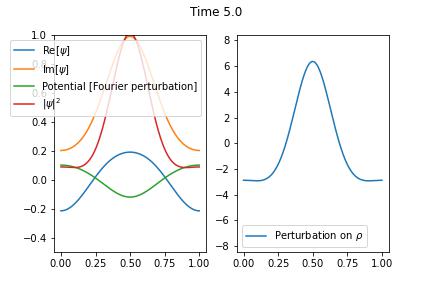 Time 5.0
1.0
0.8
0.6
0.4
0.2
0.0
−0.2
−0.4
0.00 0.25 0.50 0.75 1.00
Re[ψ]
Im[ψ]
Potential [Fourier perturbation]
|ψ|²
8
6
4
2
0
−2
−4
−6
−8
0.00 0.25 0.50 0.75 1.00
Perturbation on ρ